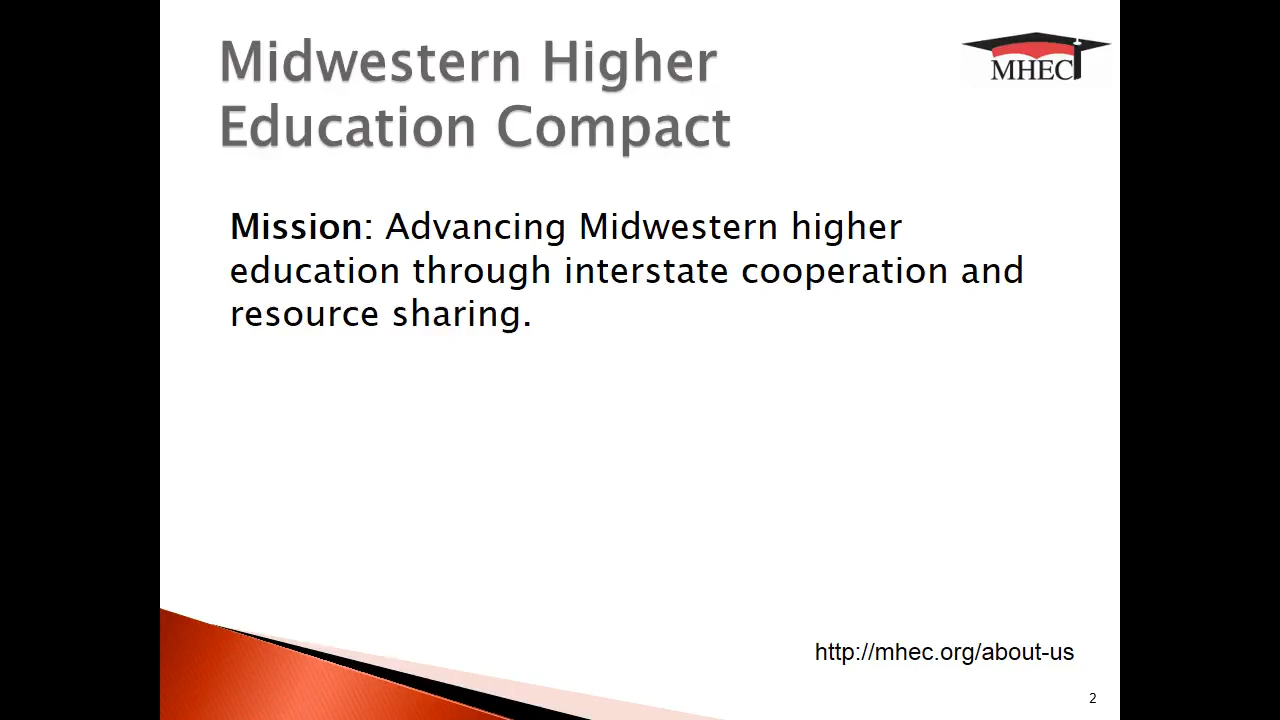 Midwestern Higher
Education Compact
MHEC
Mission: Advancing Midwestern higher
education through interstate cooperation and
resource sharing.
http://mhec.org/about-us
2